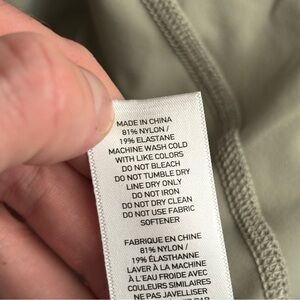 MADE IN CHINA
81% NYLON /
19% ELASTANE
MACHINE WASH COLD
WITH LIKE COLORS
DO NOT BLEACH
DO NOT TUMBLE DRY
LINE DRY ONLY
DO NOT IRON
DO NOT DRY CLEAN
DO NOT USE FABRIC
SOFTENER
FABRIQUE EN CHINE
81% NYLON /
19% ÉLASTHANNE
LAVER À LA MACHINE
À L'EAU FROIDE AVEC
COULEURS SIMILAIRES
NE PAS JAVELLISER
PAR